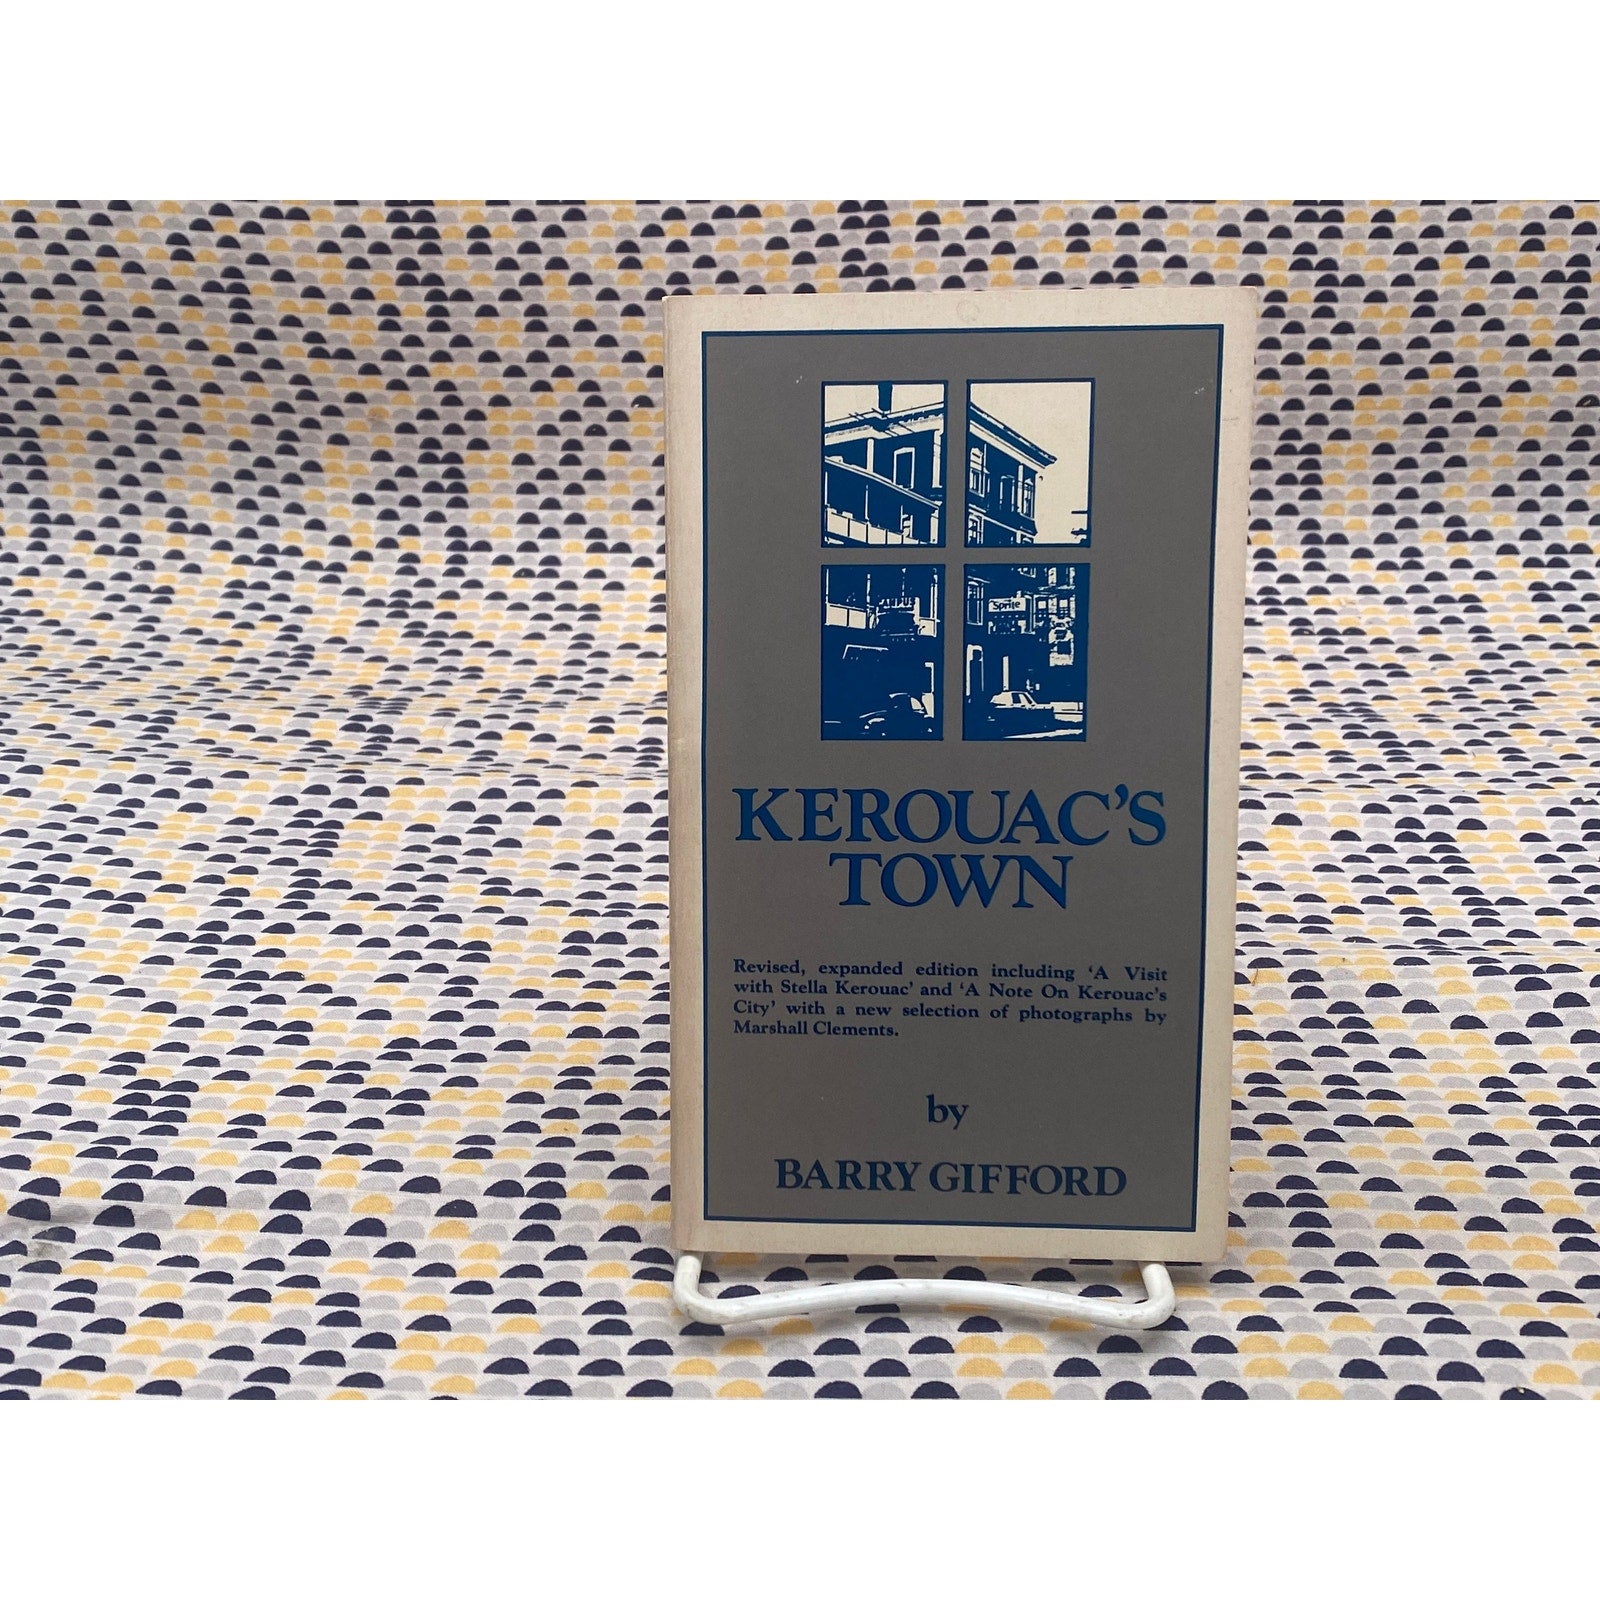 Sprite
KEROUAC'S
TOWN
Revised, expanded edition including 'A Visit
with Stella Kerouac' and 'A Note On Kerouac's
City' with a new selection of photographs by
Marshall Clements.
by
BARRY GIFFORD